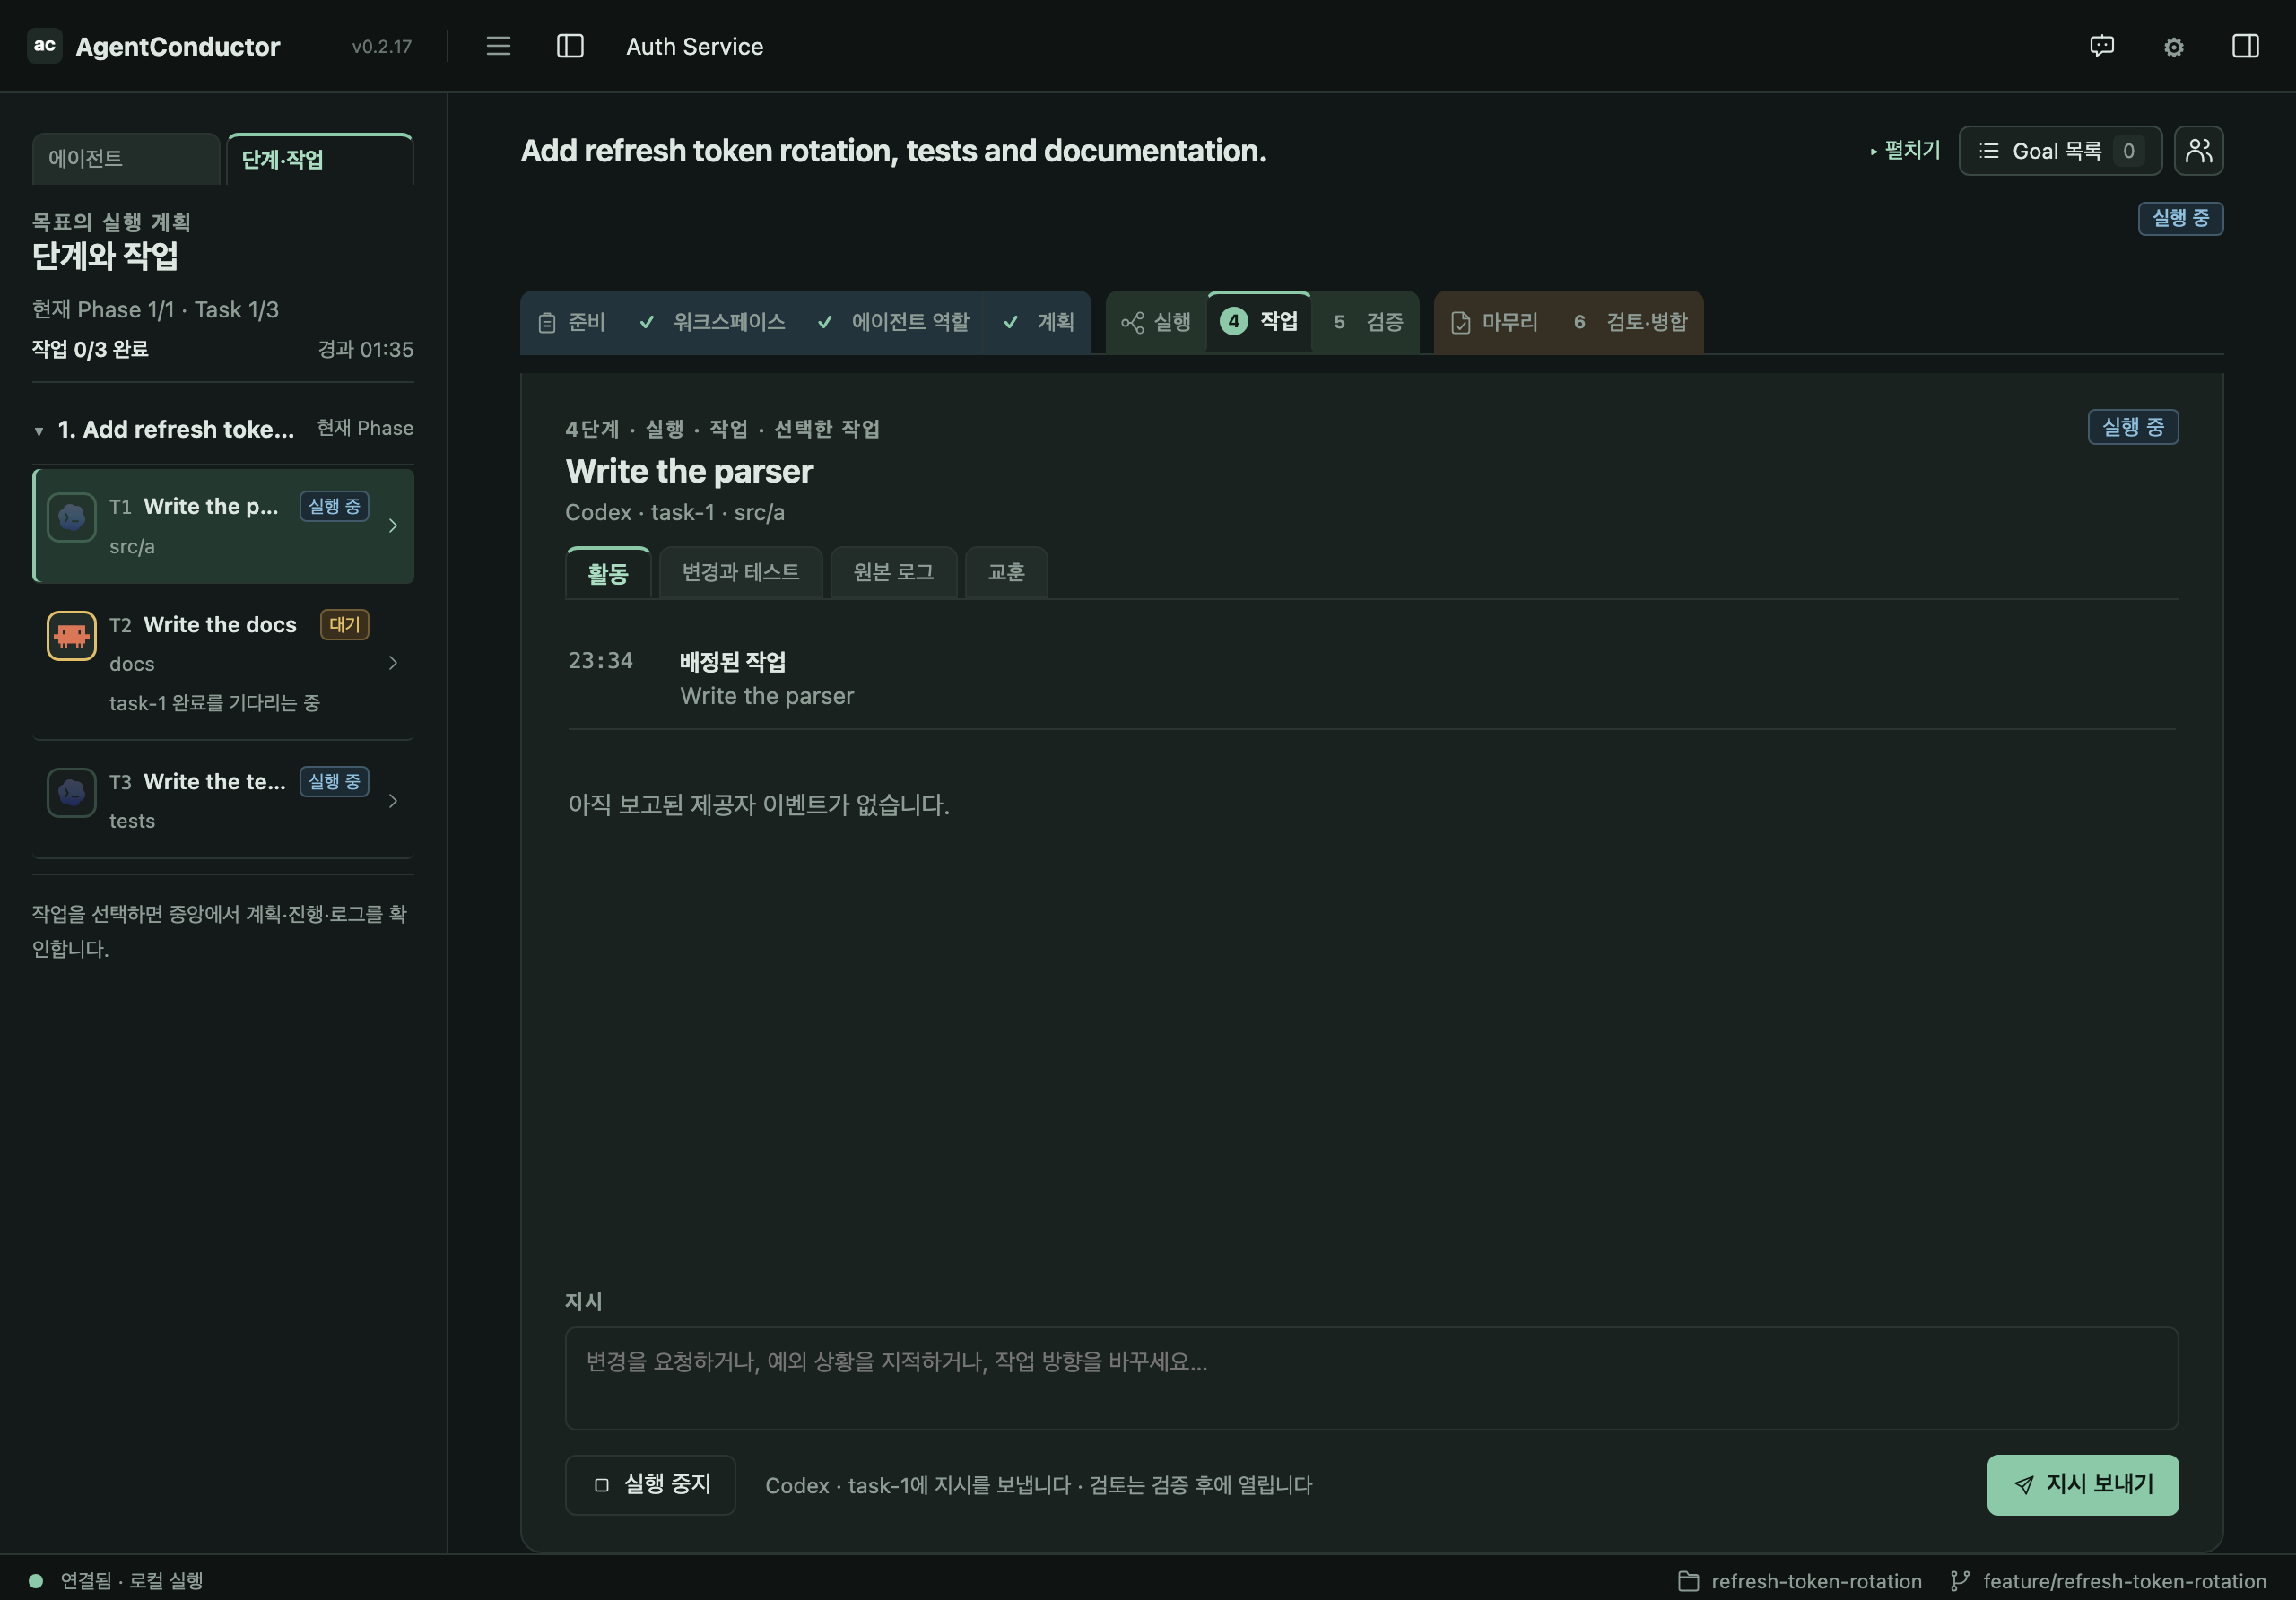 ac AgentConductor v0.2.17 Auth Service
에이전트 단계·작업
목표의 실행 계획
단계와 작업
현재 Phase 1/1 · Task 1/3
작업 0/3 완료 경과 01:35
1. Add refresh toke... 현재 Phase
T1 Write the p... 실행 중
src/a
T2 Write the docs 대기
docs
task-1 완료를 기다리는 중
T3 Write the te... 실행 중
tests
작업을 선택하면 중앙에서 계획·진행·로그를 확
인합니다.
Add refresh token rotation, tests and documentation.
펼치기 Goal 목록 0
실행 중
준비 워크스페이스 에이전트 역할 계획 실행 4 작업 5 검증 마무리 6 검토·병합
4단계 · 실행 · 작업 · 선택한 작업
실행 중
Write the parser
Codex · task-1 · src/a
활동 변경과 테스트 원본 로그 교훈
23:34 배정된 작업
Write the parser
아직 보고된 제공자 이벤트가 없습니다.
지시
변경을 요청하거나, 예외 상황을 지적하거나, 작업 방향을 바꾸세요...
실행 중지 Codex · task-1에 지시를 보냅니다 · 검토는 검증 후에 열립니다 지시 보내기
연결됨 · 로컬 실행 refresh-token-rotation feature/refresh-token-rotation